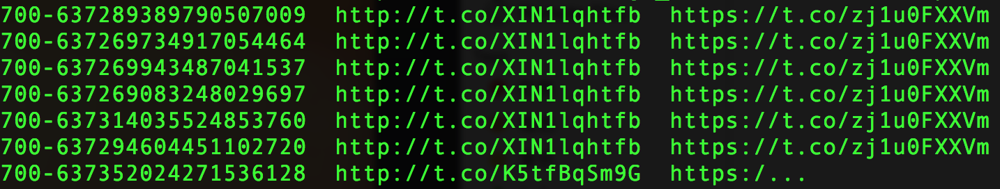 700-637289389790507009  http://t.co/XIN1lqhtfb  https://t.co/zj1u0FXXVm
700-637269734917054464  http://t.co/XIN1lqhtfb  https://t.co/zj1u0FXXVm
700-637269943487041537  http://t.co/XIN1lqhtfb  https://t.co/zj1u0FXXVm
700-637269083248029697  http://t.co/XIN1lqhtfb  https://t.co/zj1u0FXXVm
700-637314035524853760  http://t.co/XIN1lqhtfb  https://t.co/zj1u0FXXVm
700-637294604451102720  http://t.co/XIN1lqhtfb  https://t.co/zj1u0FXXVm
700-637352024271536128  http://t.co/K5tfBqSm9G  https:/...